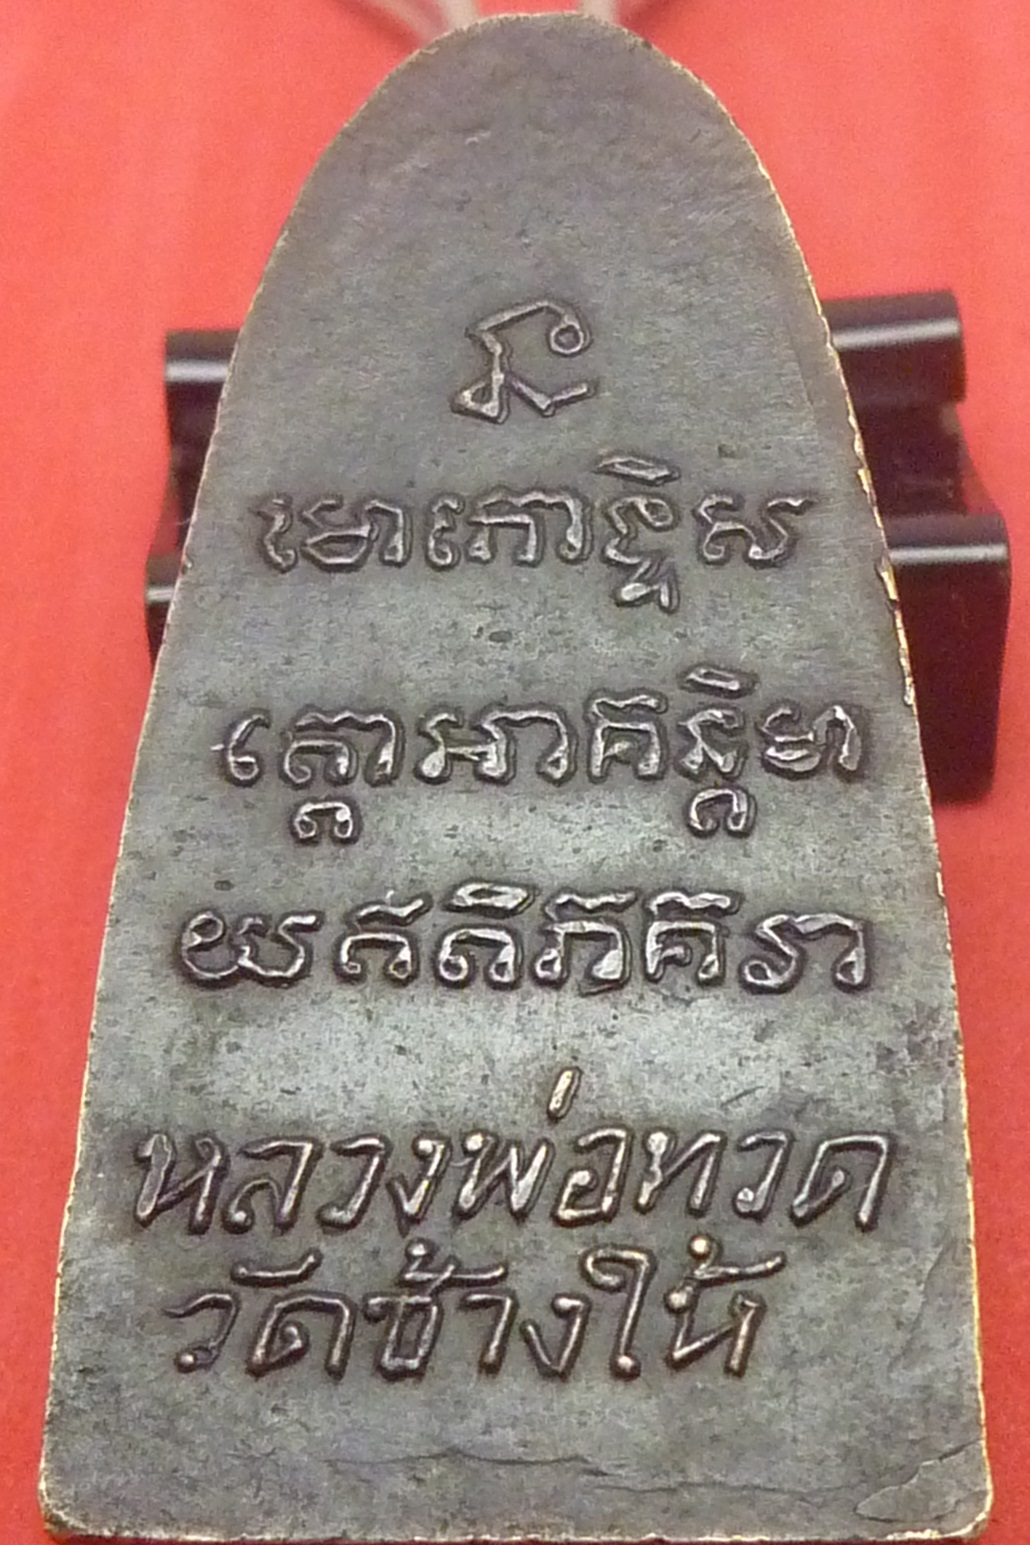 ន
មោពោទ្ធិស
ត្តោអាគន្តិមា
យឥតិភគវា
หลวงพ่อทวด
วัดช้างให้